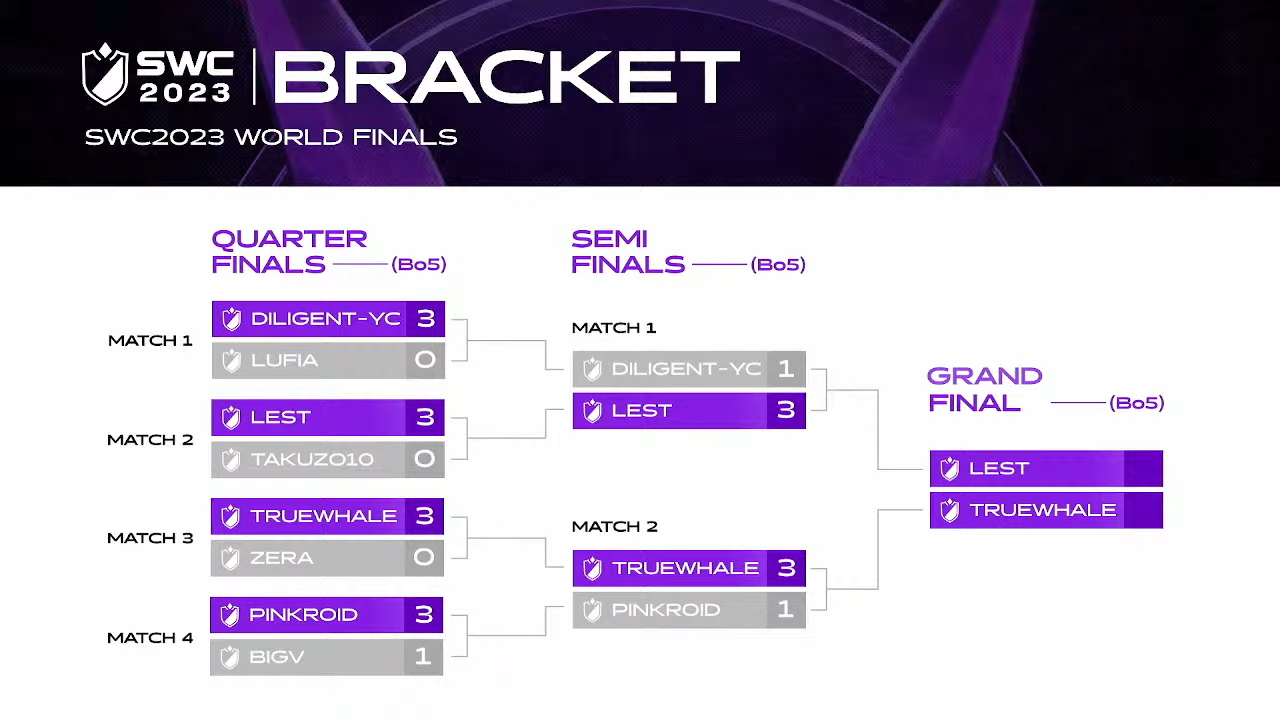 SWC
2023
BRACKET
SWC2023 WORLD FINALS
QUARTER
FINALS (Bo5)
MATCH 1
DILIGENT-YC 3
LUFIA 0
MATCH 2
LEST 3
TAKUZO10 0
MATCH 3
TRUEWHALE 3
ZERA 0
MATCH 4
PINKROID 3
BIGV 1
SEMI
FINALS (Bo5)
MATCH 1
DILIGENT-YC 1
LEST 3
MATCH 2
TRUEWHALE 3
PINKROID 1
GRAND
FINAL (Bo5)
LEST
TRUEWHALE